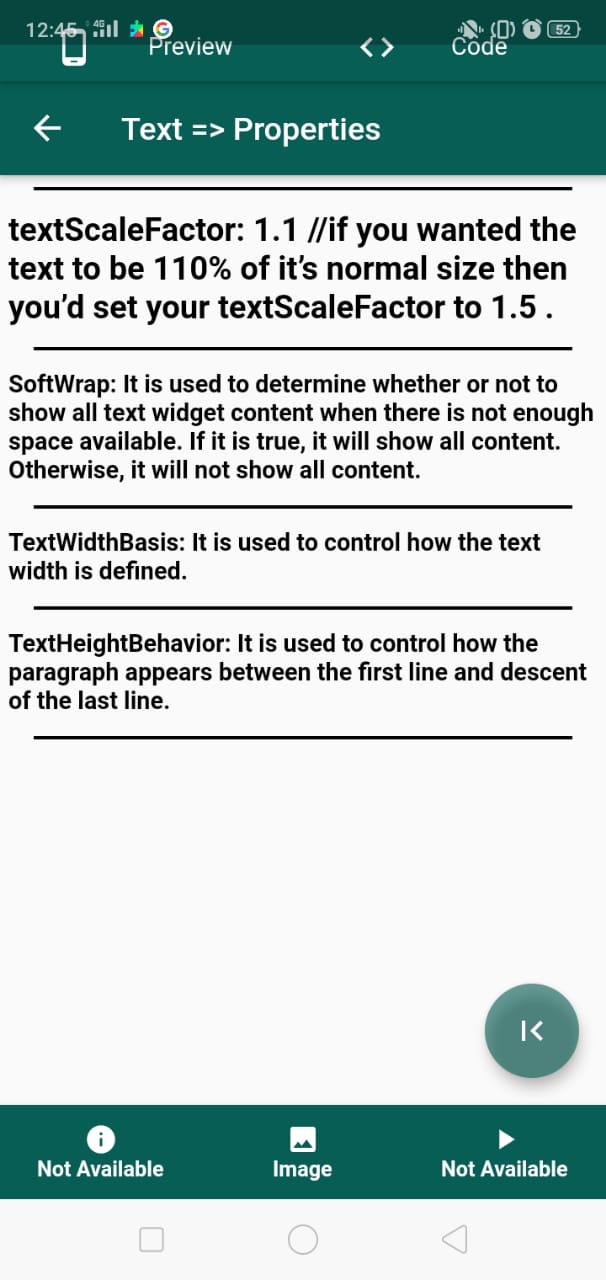 12:45 4G 52
Preview <> Code
Text => Properties
textScaleFactor: 1.1 //if you wanted the
text to be 110% of it’s normal size then
you’d set your textScaleFactor to 1.5 .
SoftWrap: It is used to determine whether or not to
show all text widget content when there is not enough
space available. If it is true, it will show all content.
Otherwise, it will not show all content.
TextWidthBasis: It is used to control how the text
width is defined.
TextHeightBehavior: It is used to control how the
paragraph appears between the first line and descent
of the last line.
Not Available Image Not Available